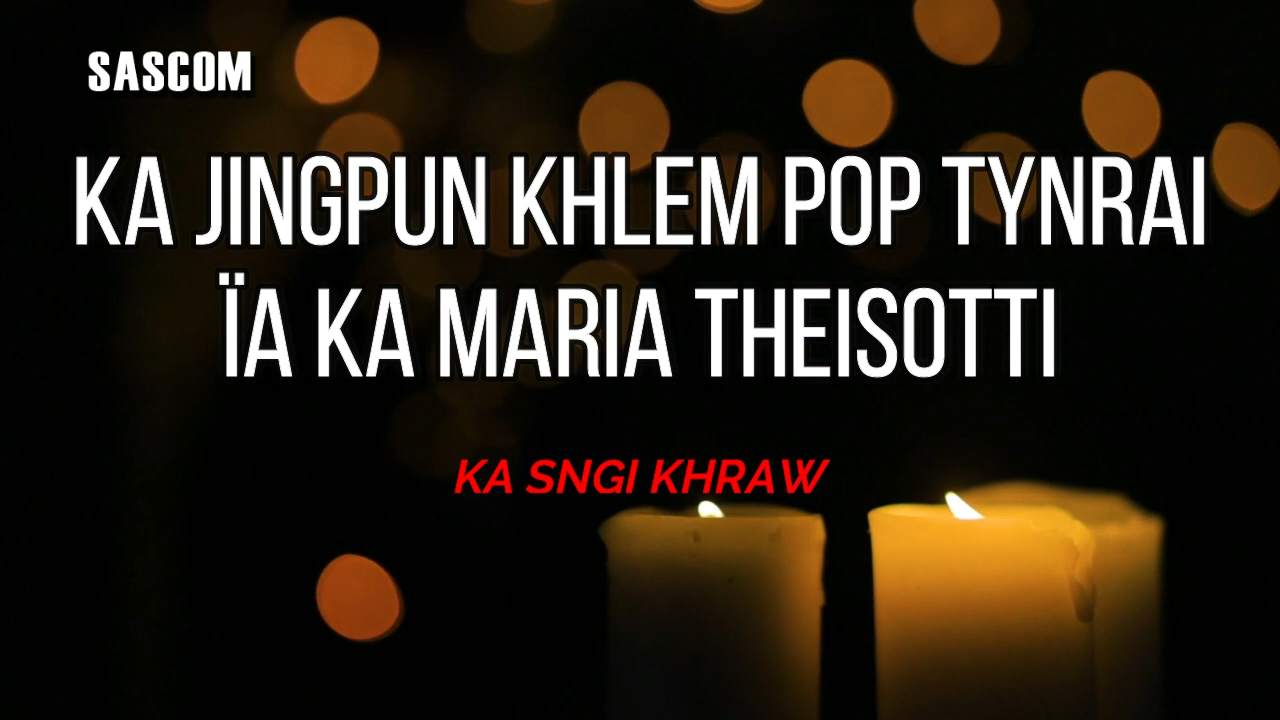 SASCOM
KA JINGPUN KHLEM POP TYNRAI
ÏA KA MARIA THEISOTTI
KA SNGI KHRAW